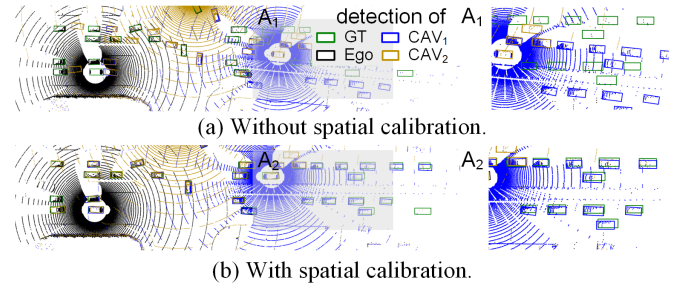 A1 detection of A1
GT CAV1
Ego CAV2
(a) Without spatial calibration.
A2 A2
(b) With spatial calibration.